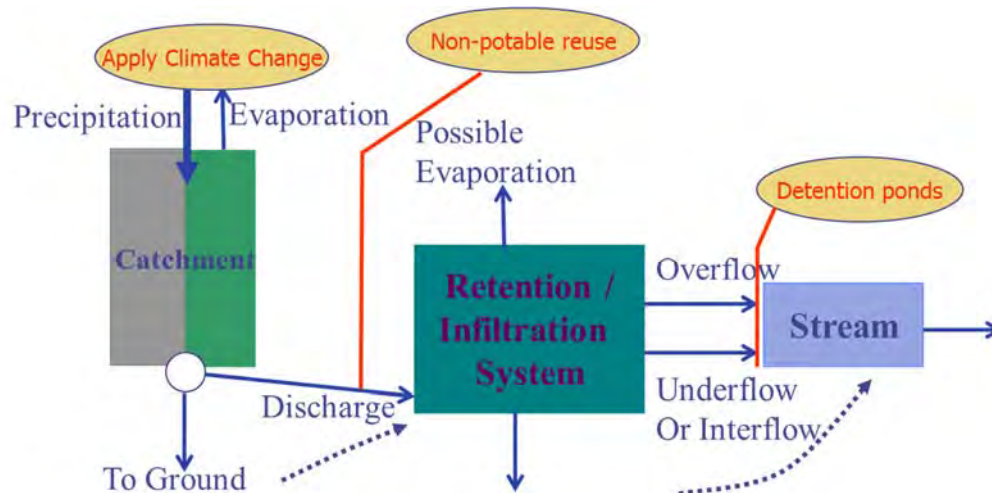 Apply Climate Change
Non-potable reuse
Precipitation
Evaporation
Possible
Evaporation
Detention ponds
Catchment
Retention /
Infiltration
System
Overflow
Stream
Discharge
Underflow
Or Interflow
To Ground